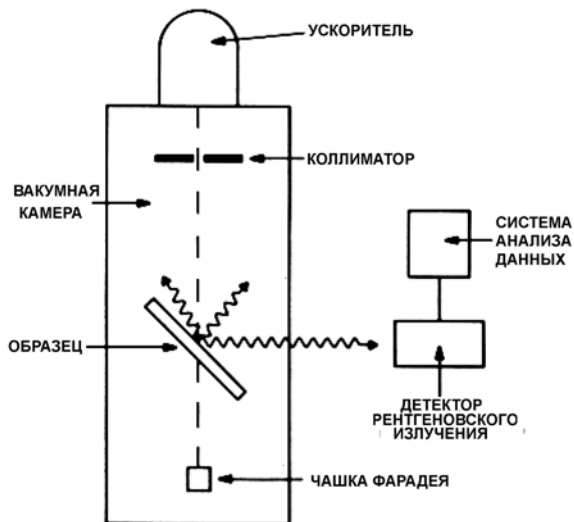 УСКОРИТЕЛЬ
КОЛЛИМАТОР
ВАКУМНАЯ
КАМЕРА
СИСТЕМА
АНАЛИЗА
ДАННЫХ
ОБРАЗЕЦ
ДЕТЕКТОР
РЕНТГЕНОВСКОГО
ИЗЛУЧЕНИЯ
ЧАШКА ФАРАДЕЯ